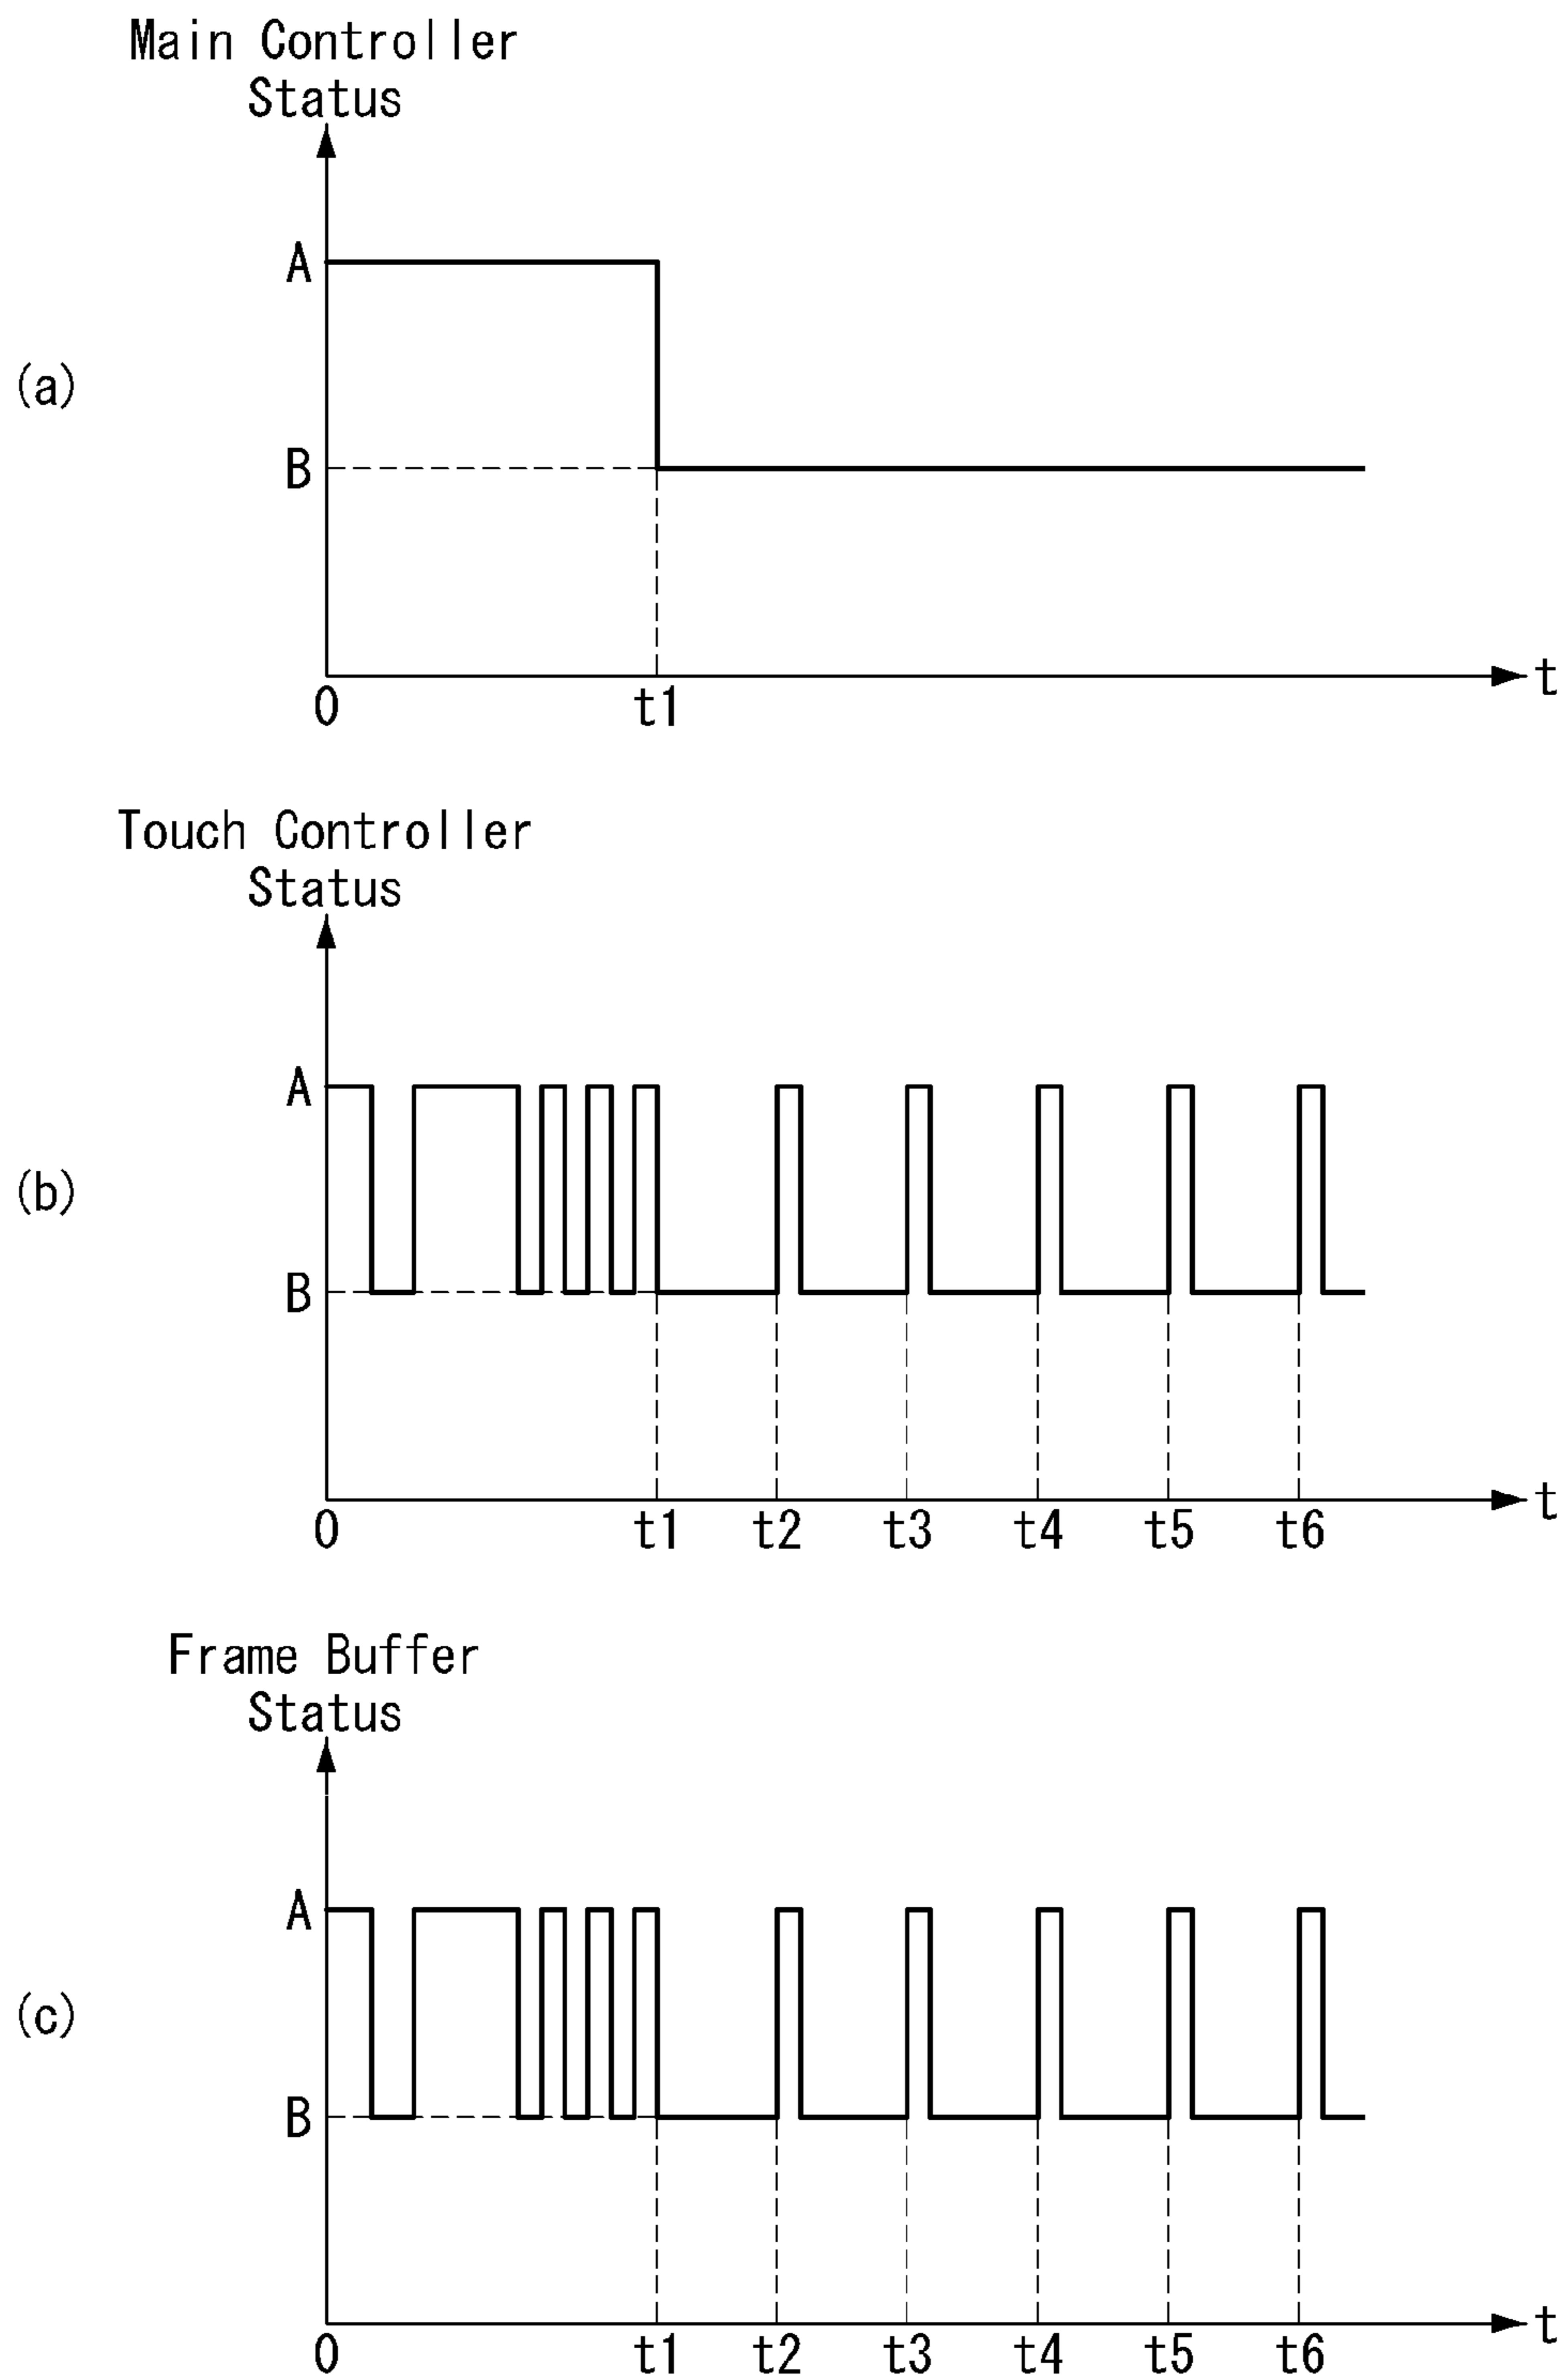 Main Controller
Status
A
(a)
B
0 t1 t
Touch Controller
Status
A
(b)
B
0 t1 t2 t3 t4 t5 t6 t
Frame Buffer
Status
A
(c)
B
0 t1 t2 t3 t4 t5 t6 t